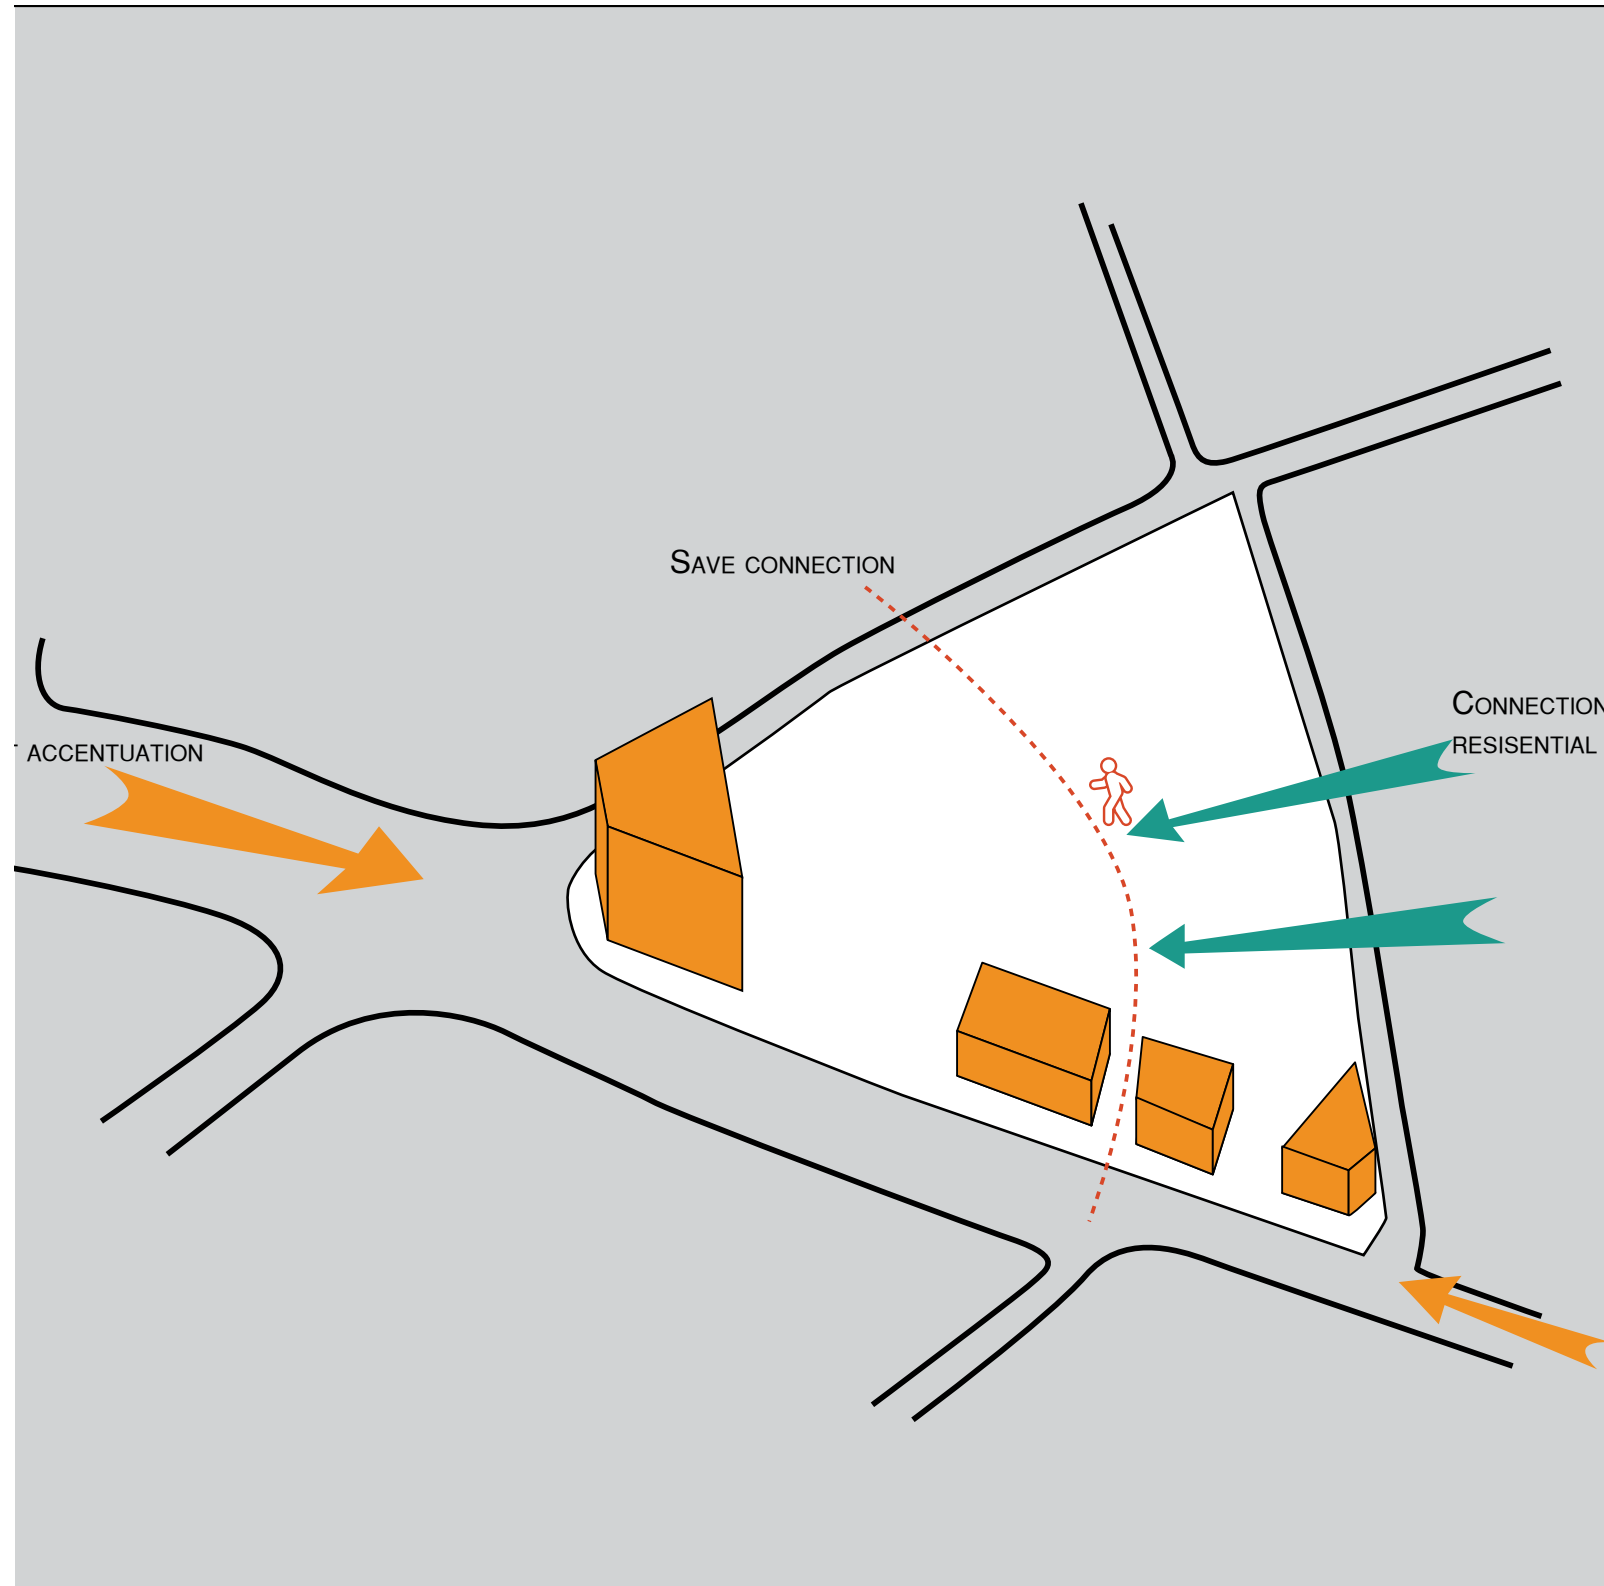 Save connection
Connection
resisential
accentuation